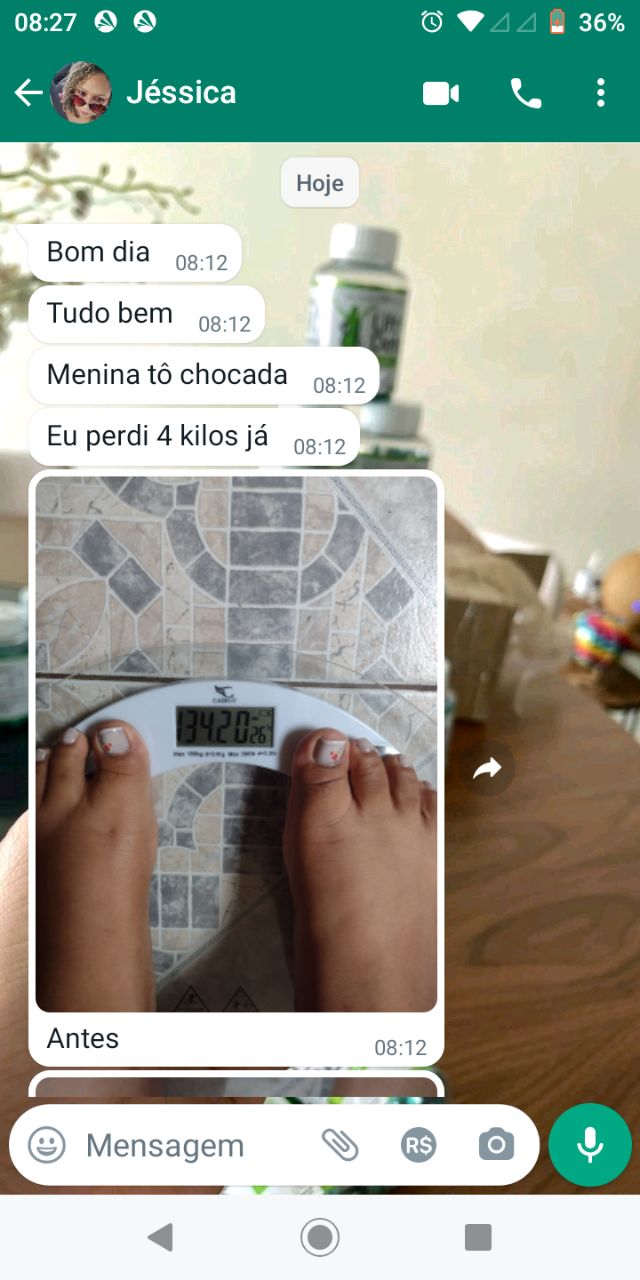 08:27
36%
Jéssica
Hoje
Bom dia 08:12
Tudo bem 08:12
Menina tô chocada 08:12
Eu perdi 4 kilos já 08:12
134.20
Antes 08:12
Mensagem
R$